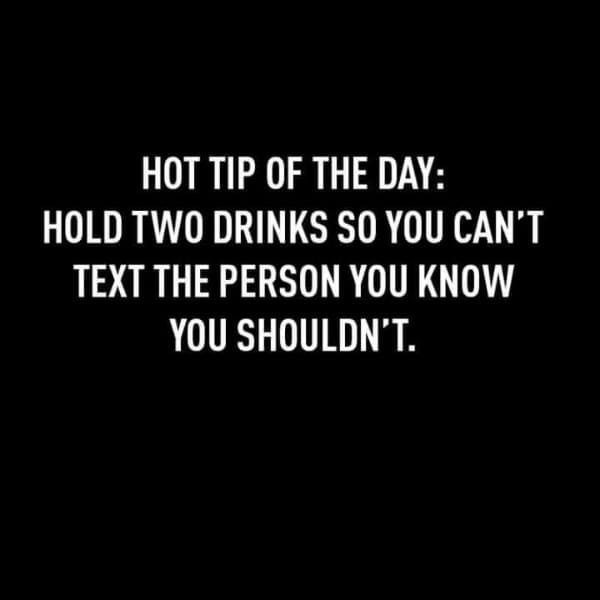 HOT TIP OF THE DAY:
HOLD TWO DRINKS SO YOU CAN'T
TEXT THE PERSON YOU KNOW
YOU SHOULDN'T.